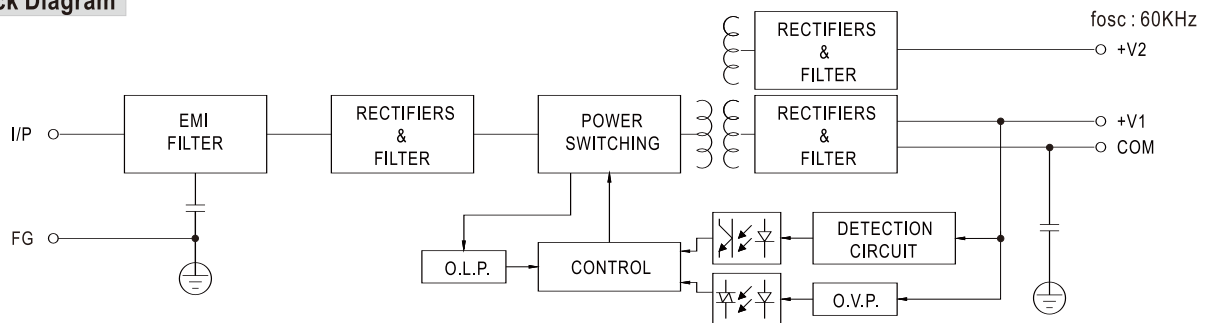 ck Diagram
fosc : 60KHz
RECTIFIERS
&
FILTER
+V2
I/P
EMI
FILTER
RECTIFIERS
&
FILTER
POWER
SWITCHING
RECTIFIERS
&
FILTER
+V1
COM
FG
O.L.P.
CONTROL
DETECTION
CIRCUIT
O.V.P.